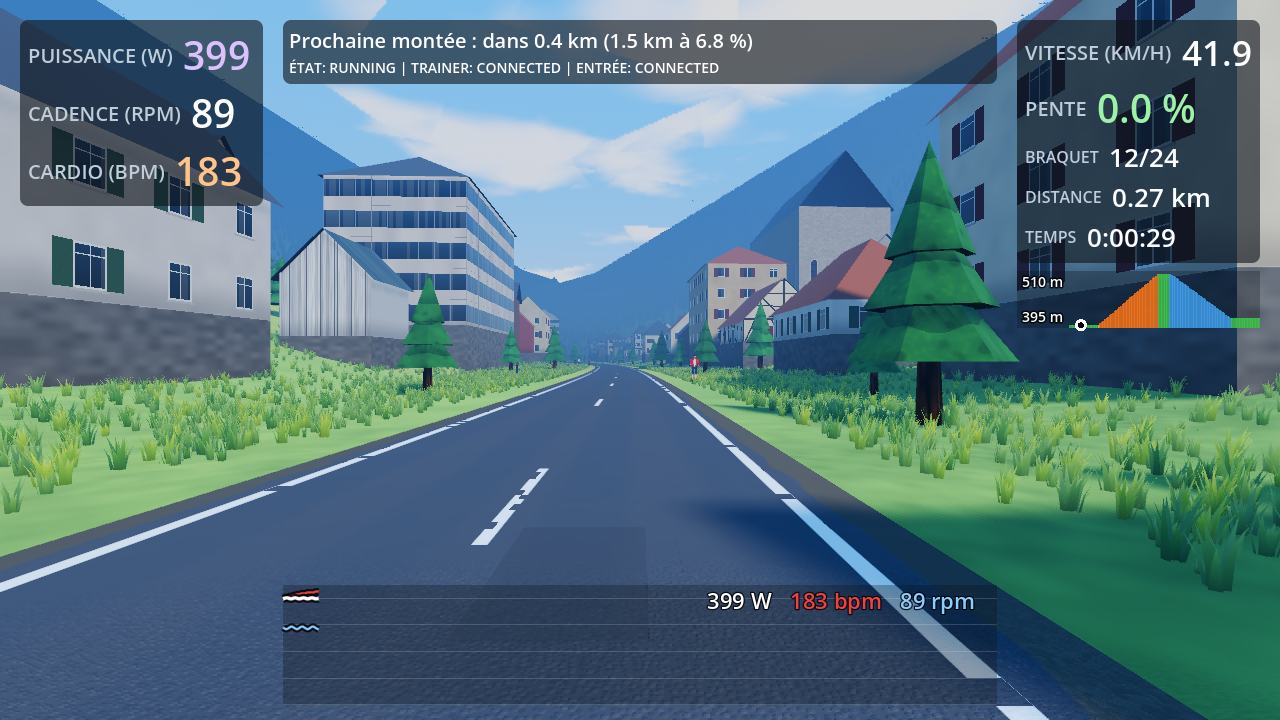 PUISSANCE (W) 399
CADENCE (RPM) 89
CARDIO (BPM) 183
Prochaine montée : dans 0.4 km (1.5 km à 6.8 %)
ÉTAT: RUNNING | TRAINER: CONNECTED | ENTRÉE: CONNECTED
VITESSE (KM/H) 41.9
PENTE 0.0 %
BRAQUET 12/24
DISTANCE 0.27 km
TEMPS 0:00:29
510 m
395 m
399 W 183 bpm 89 rpm